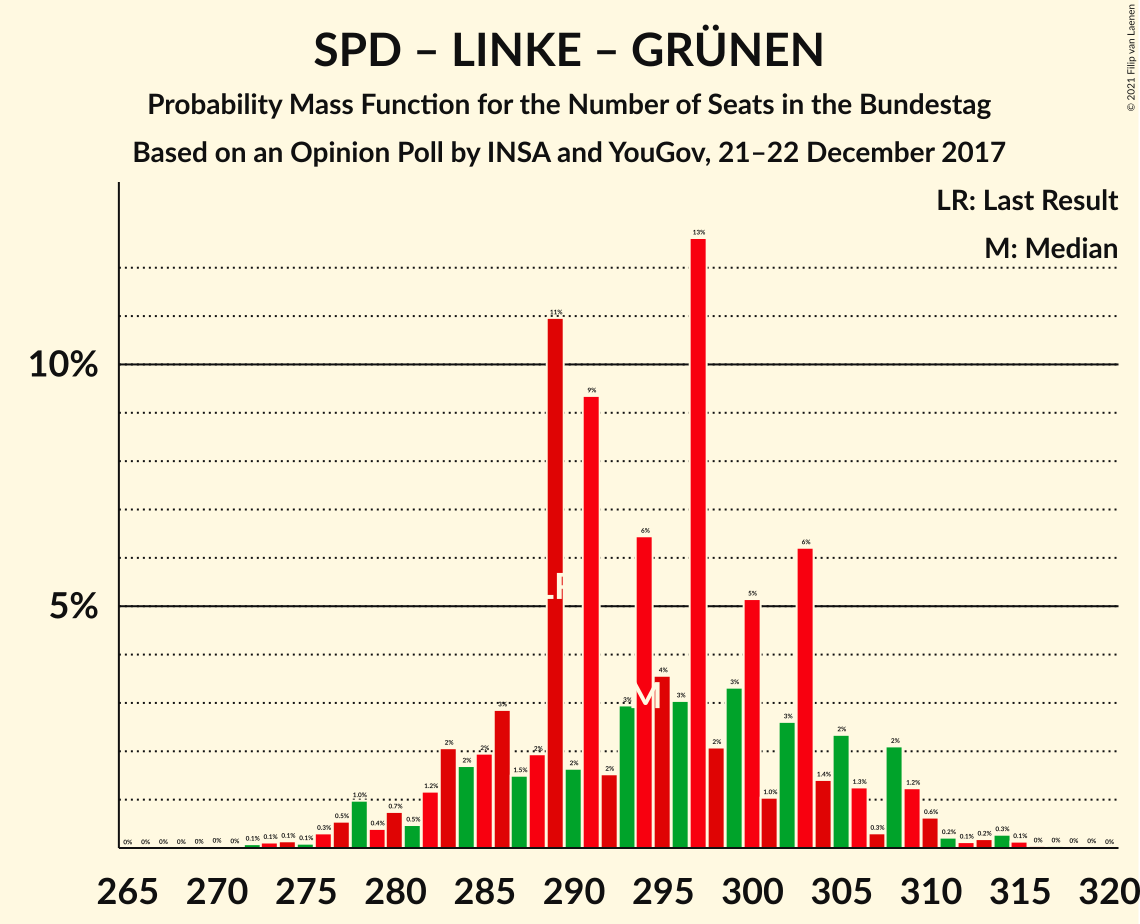 SPD – LINKE – GRÜNEN
Probability Mass Function for the Number of Seats in the Bundestag
Based on an Opinion Poll by INSA and YouGov, 21–22 December 2017
© 2021 Filip van Laenen
LR: Last Result
M: Median
10%
5%
0% 0% 0% 0% 0% 0% 0% 0.1% 0.1% 0.1% 0.1% 0.3% 0.5% 1.0% 0.4% 0.7% 0.5% 1.2% 2% 2% 2% 3% 1.5% 2% 11% 2% 9% 2% 3% 6% 4% 3% 13% 2% 3% 5% 1.0% 3% 6% 1.4% 2% 1.3% 0.3% 2% 1.2% 0.6% 0.2% 0.1% 0.2% 0.3% 0.1% 0% 0% 0% 0% 0%
LR
M
265 270 275 280 285 290 295 300 305 310 315 320